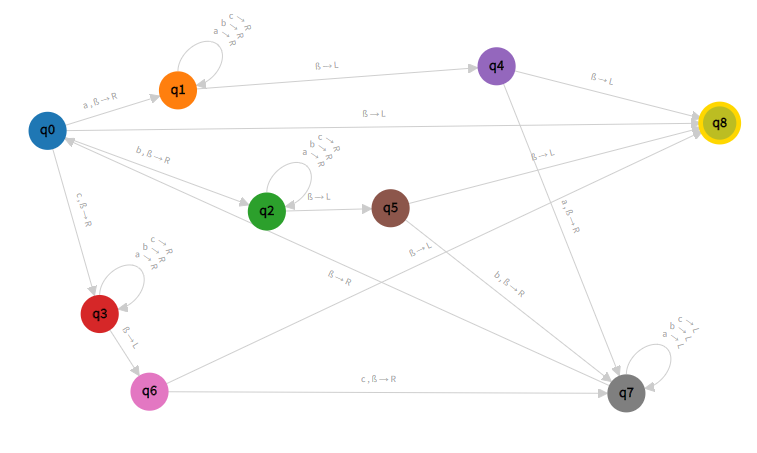 c→R
b→R
a→R
q1
q4
ß→L
ß→L
a,ß→R
q0
ß→L
q8
b,ß→R
c→R
b→R
a→R
ß→L
q2
ß→L
q5
c,ß→R
a,ß→R
c→R
b→R
a→R
ß→L
ß→R
b,ß→R
q3
ß→L
c→L
b→L
a→L
q6
c,ß→R
q7